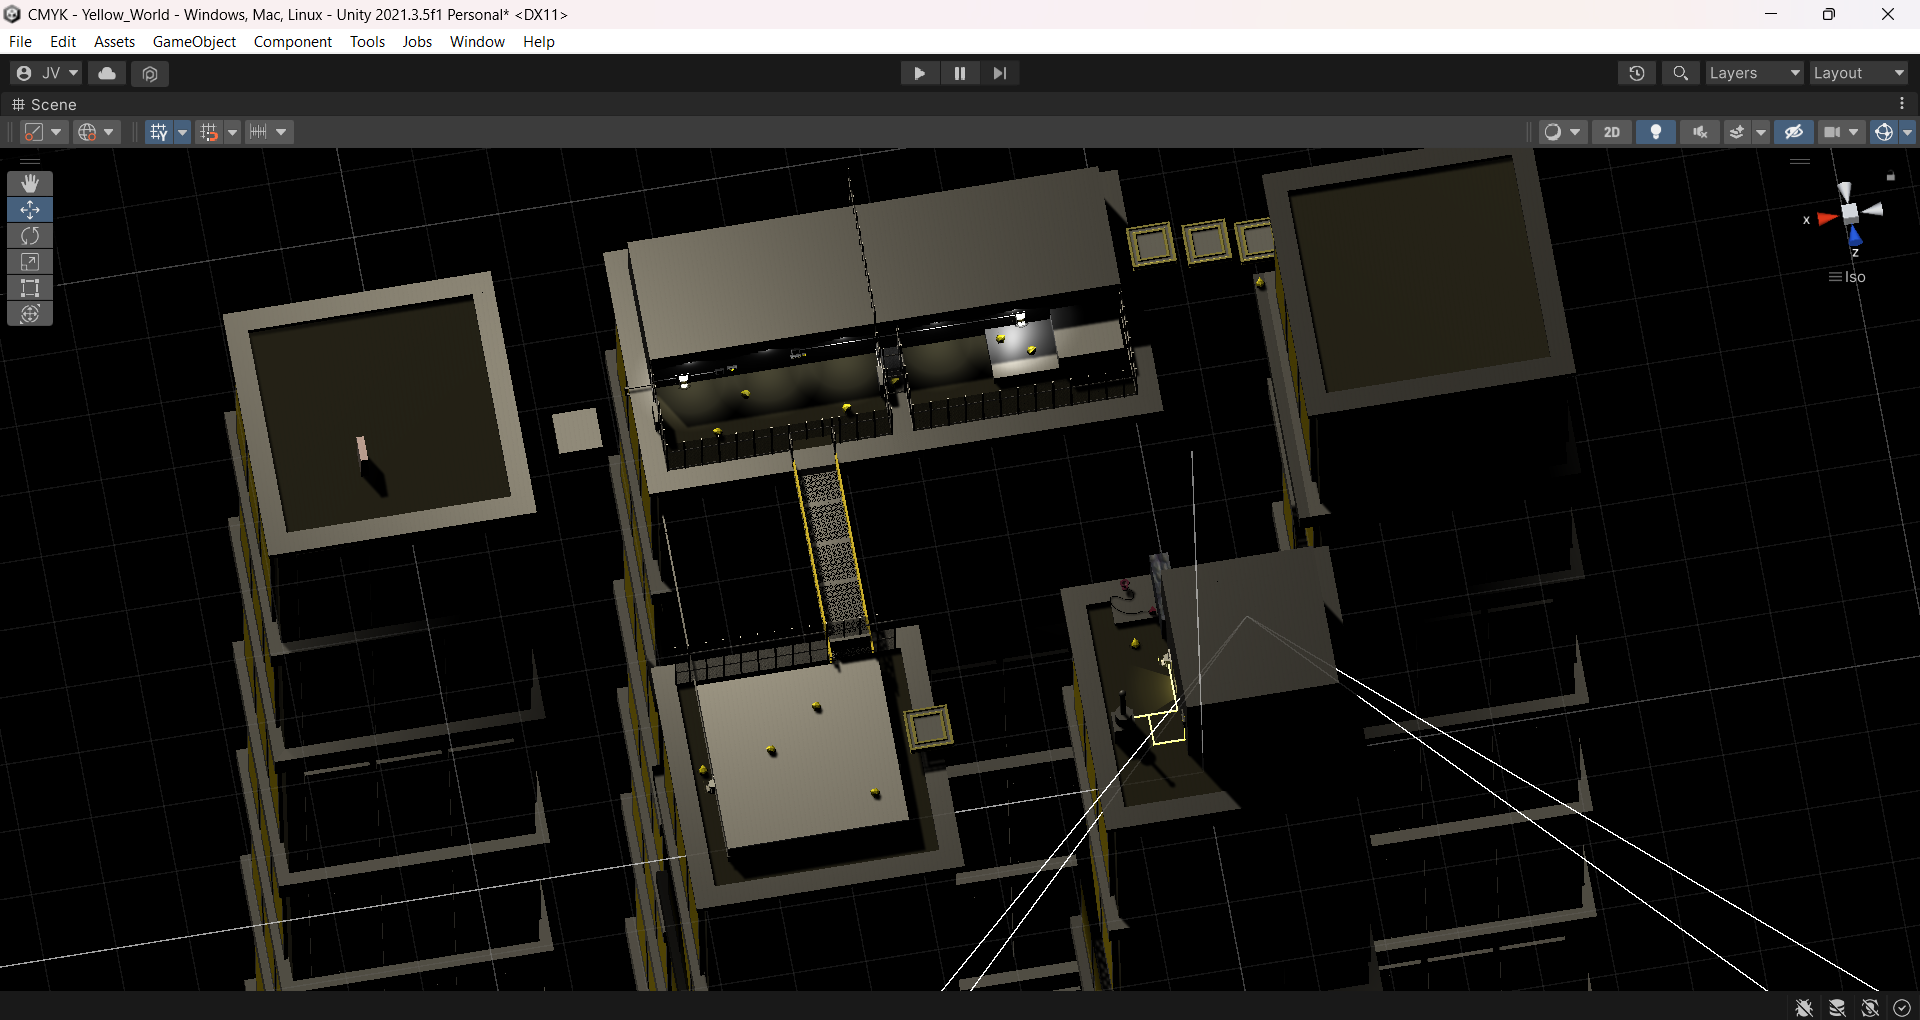 CMYK - Yellow_World - Windows, Mac, Linux - Unity 2021.3.5f1 Personal* <DX11>
File Edit Assets GameObject Component Tools Jobs Window Help
JV Layers Layout
Scene
2D
x
z
Iso